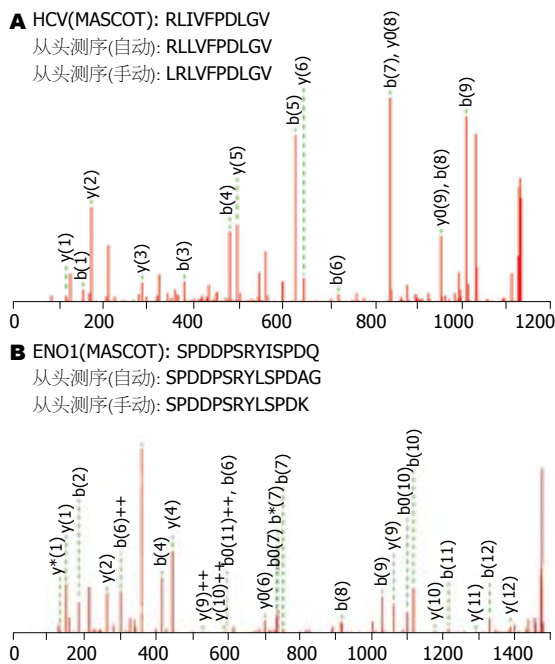 A HCV(MASCOT): RLIVFPDLGV
从头测序(自动): RLLVFPDLGV
从头测序(手动): LRLVFPDLGV
y(1)
b(1)
y(2)
y(3)
b(3)
b(4)
y(5)
b(5)
y(6)
b(6)
b(7), y0(8)
y0(9), b(8)
b(9)
0 200 400 600 800 1000 1200
B ENO1(MASCOT): SPDDPSRYISPDQ
从头测序(自动): SPDDPSRYLSPDAG
从头测序(手动): SPDDPSRYLSPDK
y*(1)
y(1)
b(2)
y(2)
b(6)++
b(4)
y(4)
y(9)++
y(10)++
b0(11)++, b(6)
y0(6)
b0(7)
b*(7)
b(7)
b(8)
b(9)
y(9)
b0(10)
b(10)
y(10)
b(11)
y(11)
b(12)
y(12)
0 200 400 600 800 1000 1200 1400